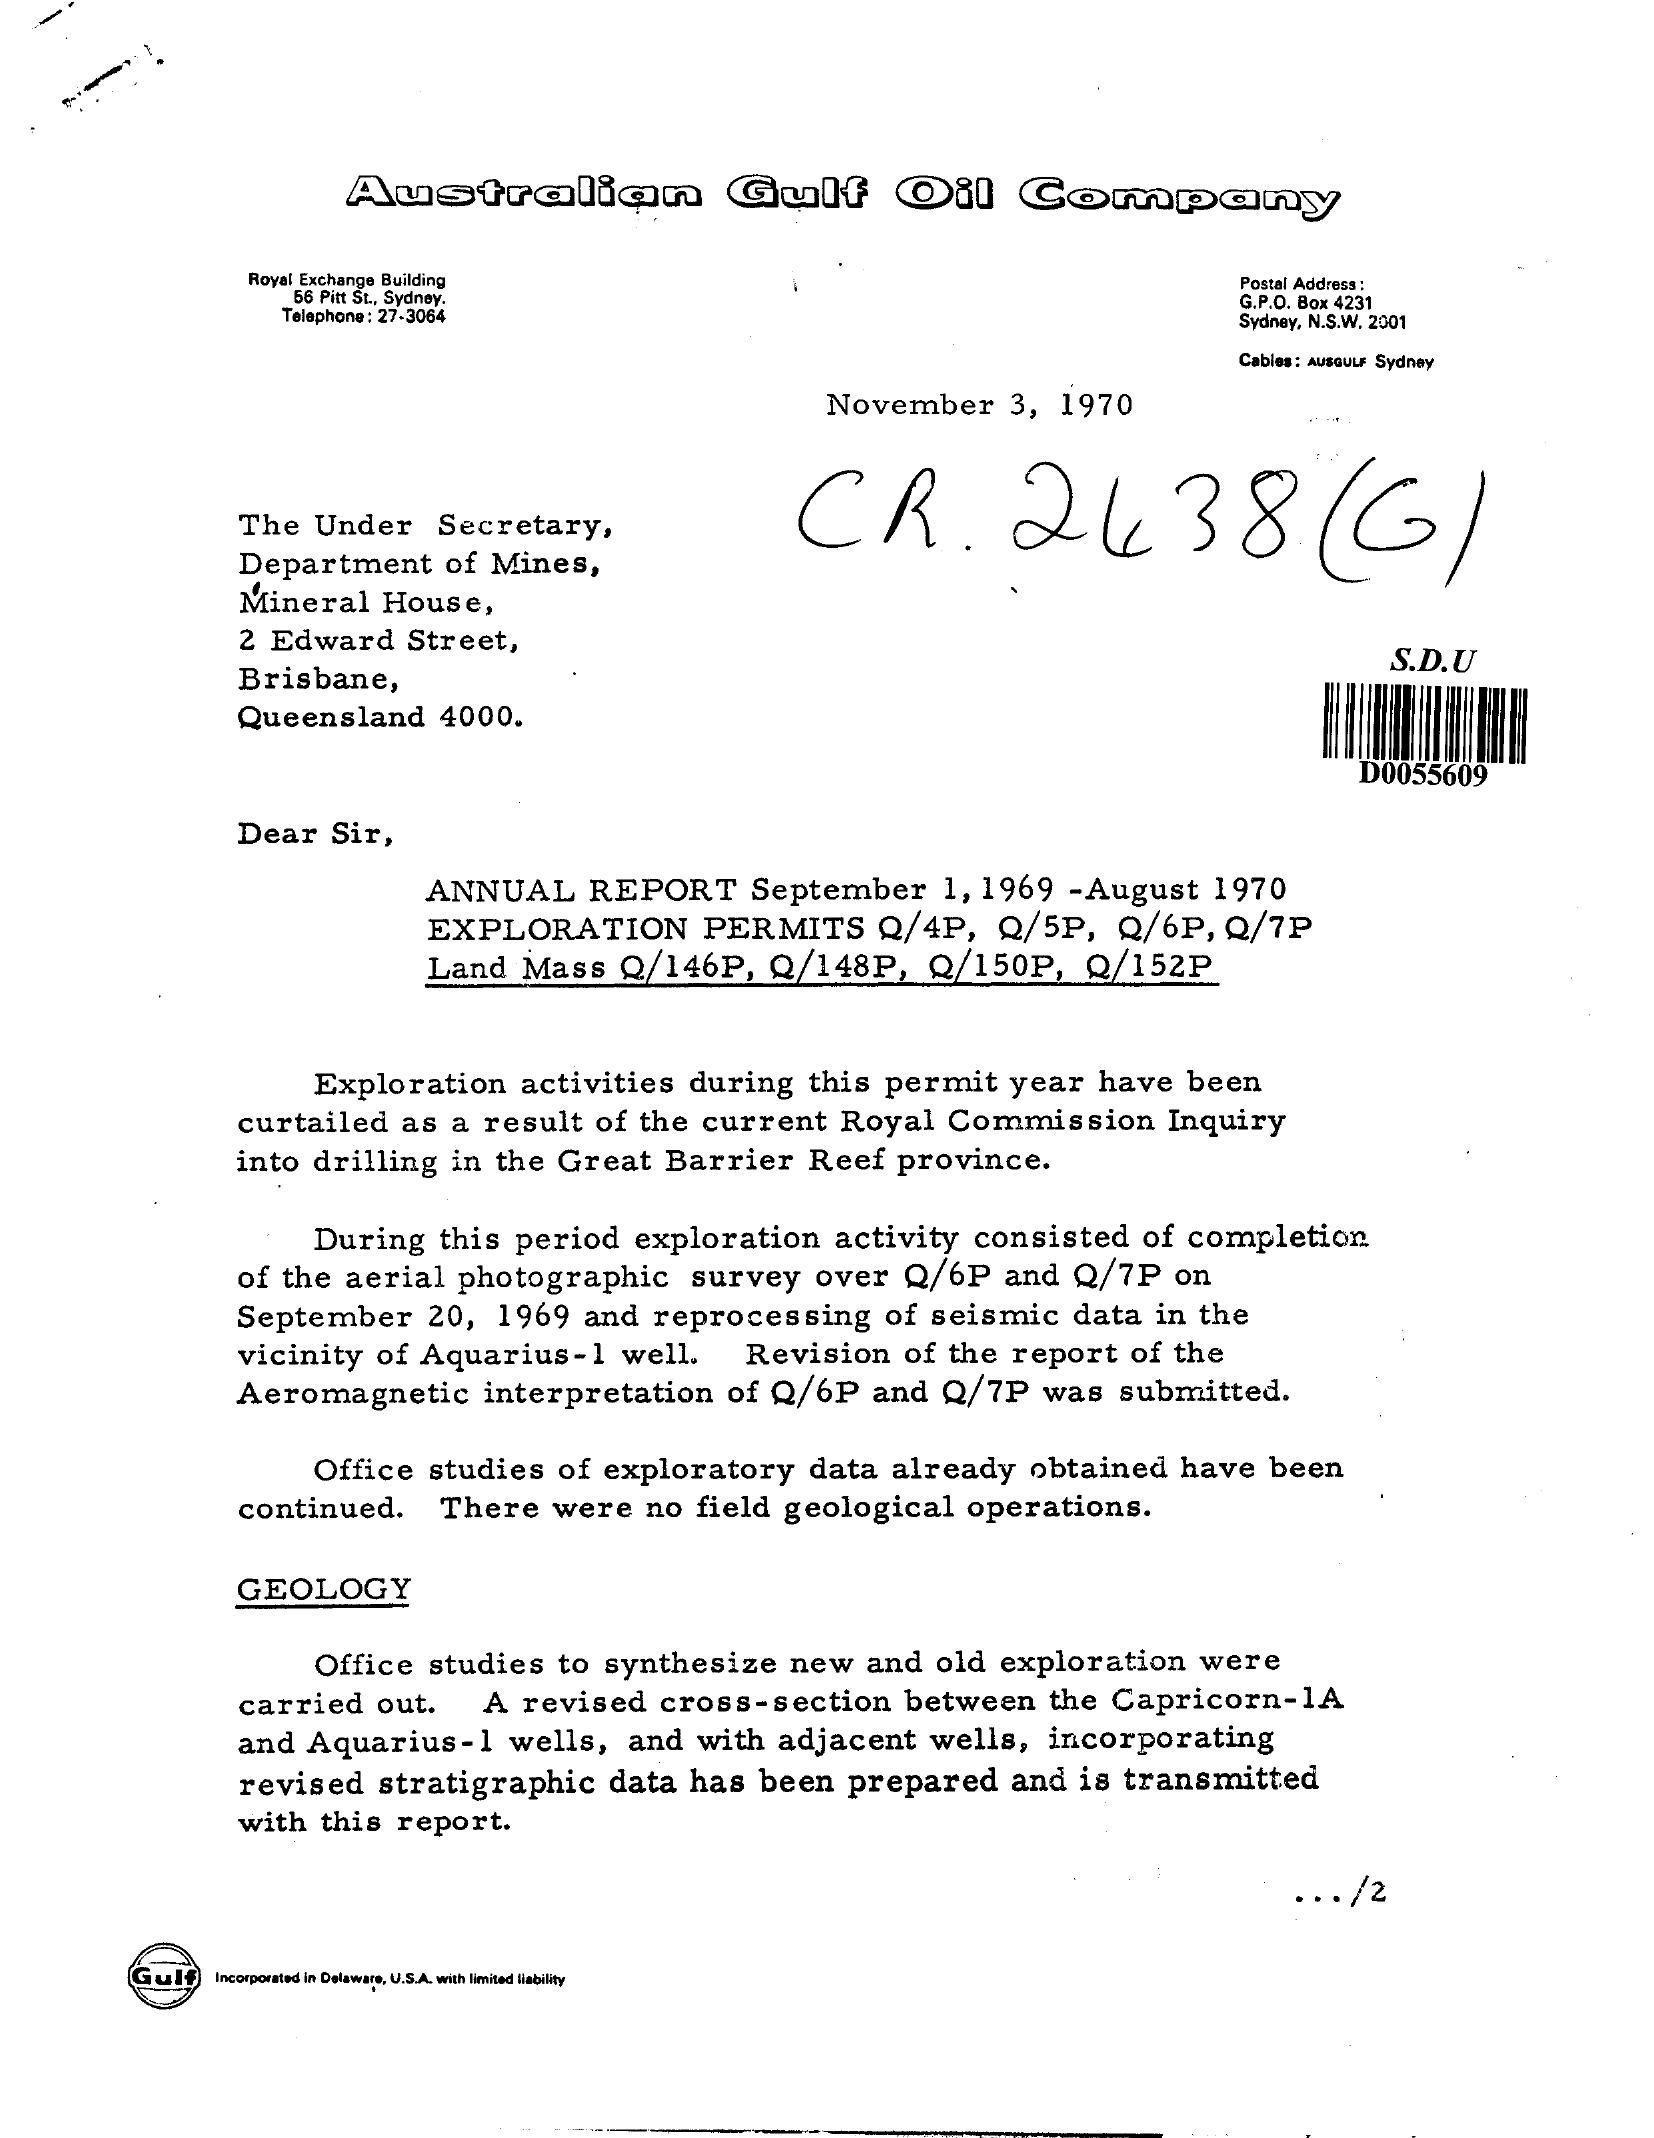 Australian Gulf Oil Company
Royal Exchange Building
56 Pitt St., Sydney.
Telephone: 27-3064
Postal Address:
G.P.O. Box 4231
Sydney, N.S.W. 2001
Cables: AUSGULF Sydney
November 3, 1970
CR. 2638(G)
The Under Secretary,
Department of Mines,
Mineral House,
2 Edward Street,
Brisbane,
Queensland 4000.
S.D.U
D0055609
Dear Sir,
ANNUAL REPORT September 1, 1969 -August 1970
EXPLORATION PERMITS Q/4P, Q/5P, Q/6P, Q/7P
Land Mass Q/146P, Q/148P, Q/150P, Q/152P
Exploration activities during this permit year have been
curtailed as a result of the current Royal Commission Inquiry
into drilling in the Great Barrier Reef province.
During this period exploration activity consisted of completion
of the aerial photographic survey over Q/6P and Q/7P on
September 20, 1969 and reprocessing of seismic data in the
vicinity of Aquarius-1 well. Revision of the report of the
Aeromagnetic interpretation of Q/6P and Q/7P was submitted.
Office studies of exploratory data already obtained have been
continued. There were no field geological operations.
GEOLOGY
Office studies to synthesize new and old exploration were
carried out. A revised cross-section between the Capricorn-1A
and Aquarius-1 wells, and with adjacent wells, incorporating
revised stratigraphic data has been prepared and is transmitted
with this report.
.../2
Gulf
Incorporated in Delaware, U.S.A. with limited liability